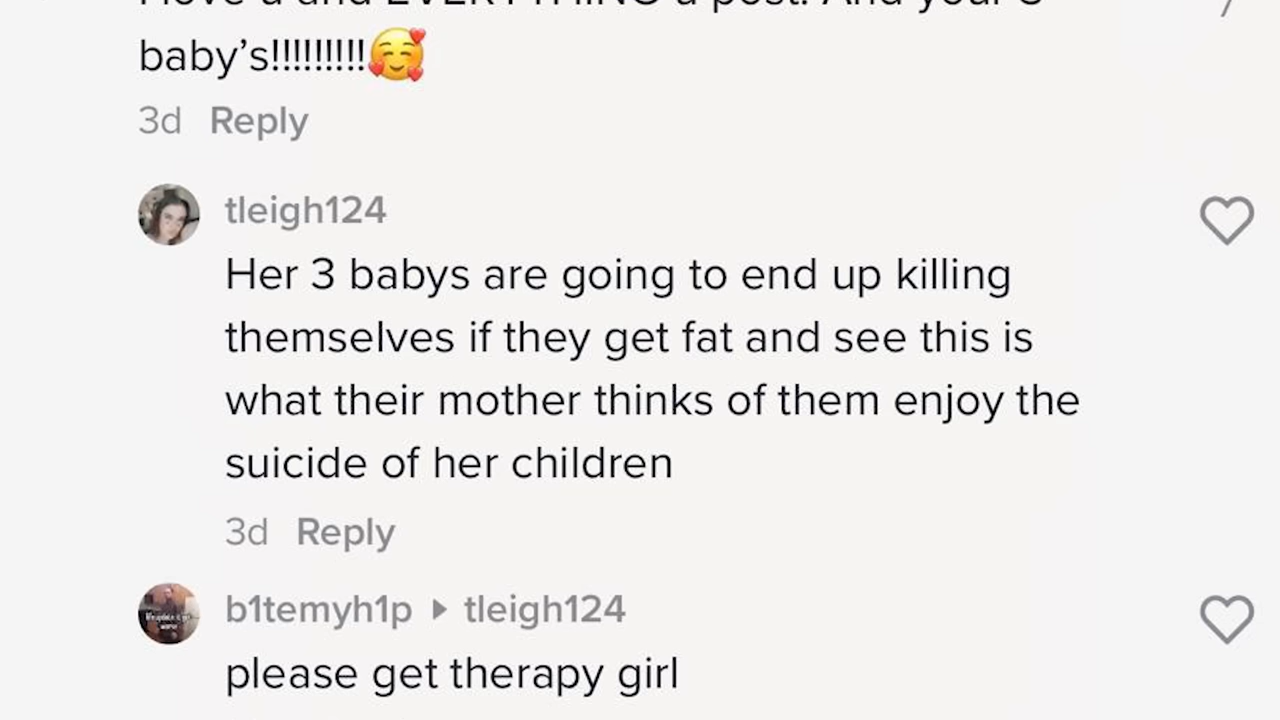 baby's!!!!!!!!!🥰
3d Reply
tleigh124
Her 3 babys are going to end up killing
themselves if they get fat and see this is
what their mother thinks of them enjoy the
suicide of her children
3d Reply
b1temyh1p ▸ tleigh124
please get therapy girl